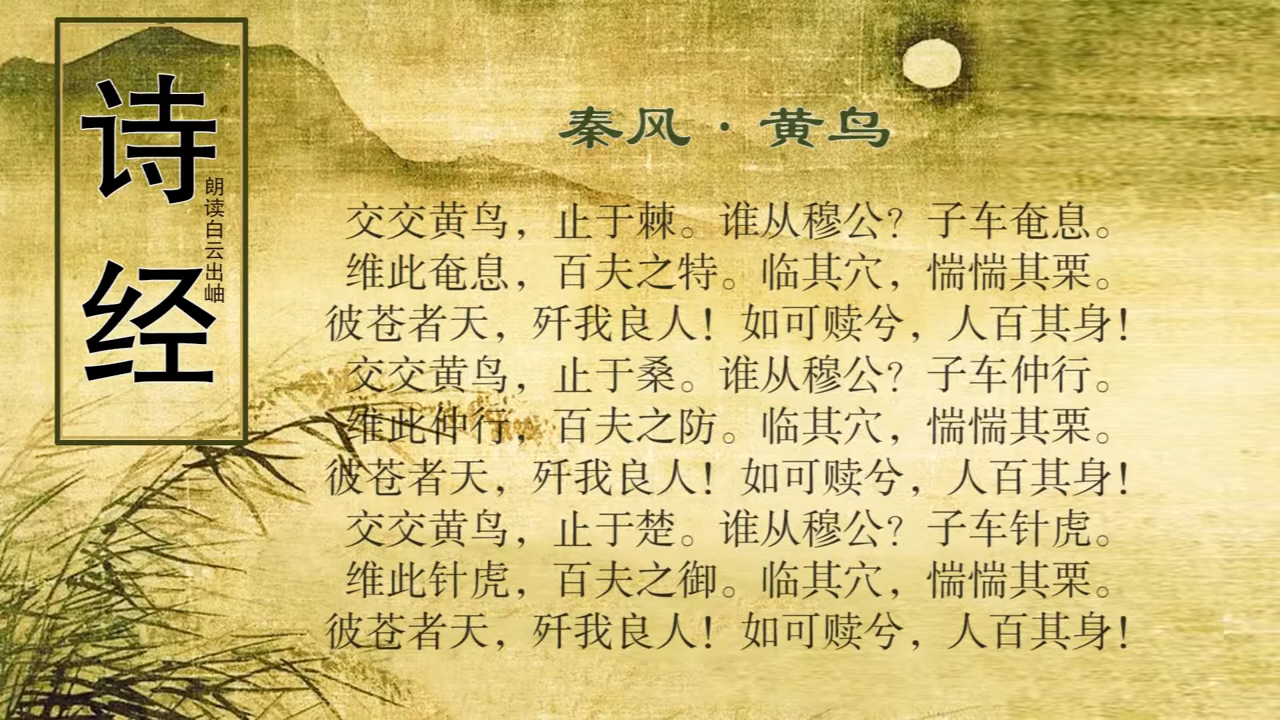 诗经
朗读白云出岫
秦风·黄鸟
交交黄鸟，止于棘。谁从穆公？子车奄息。
维此奄息，百夫之特。临其穴，惴惴其栗。
彼苍者天，歼我良人！如可赎兮，人百其身！
交交黄鸟，止于桑。谁从穆公？子车仲行。
维此仲行，百夫之防。临其穴，惴惴其栗。
彼苍者天，歼我良人！如可赎兮，人百其身！
交交黄鸟，止于楚。谁从穆公？子车针虎。
维此针虎，百夫之御。临其穴，惴惴其栗。
彼苍者天，歼我良人！如可赎兮，人百其身！